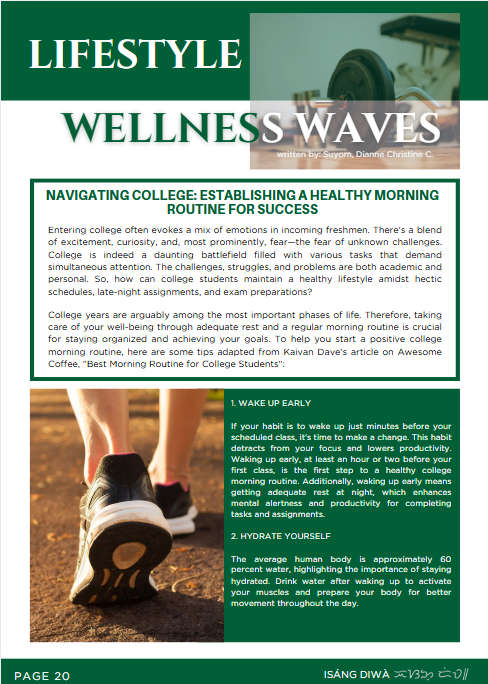 LIFESTYLE
WELLNESS WAVES
written by: Suyom, Dianne Christine C.
NAVIGATING COLLEGE: ESTABLISHING A HEALTHY MORNING
ROUTINE FOR SUCCESS
Entering college often evokes a mix of emotions in incoming freshmen. There's a blend
of excitement, curiosity, and, most prominently, fear—the fear of unknown challenges.
College is indeed a daunting battlefield filled with various tasks that demand
simultaneous attention. The challenges, struggles, and problems are both academic and
personal. So, how can college students maintain a healthy lifestyle amidst hectic
schedules, late-night assignments, and exam preparations?
College years are arguably among the most important phases of life. Therefore, taking
care of your well-being through adequate rest and a regular morning routine is crucial
for staying organized and achieving your goals. To help you start a positive college
morning routine, here are some tips adapted from Kaivan Dave's article on Awesome
Coffee, "Best Morning Routine for College Students":
1. WAKE UP EARLY
If your habit is to wake up just minutes before your
scheduled class, it's time to make a change. This habit
detracts from your focus and lowers productivity.
Waking up early, at least an hour or two before your
first class, is the first step to a healthy college
morning routine. Additionally, waking up early means
getting adequate rest at night, which enhances
mental alertness and productivity for completing
tasks and assignments.
2. HYDRATE YOURSELF
The average human body is approximately 60
percent water, highlighting the importance of staying
hydrated. Drink water after waking up to activate
your muscles and prepare your body for better
movement throughout the day.
PAGE 20
ISÁNG DIWÀ